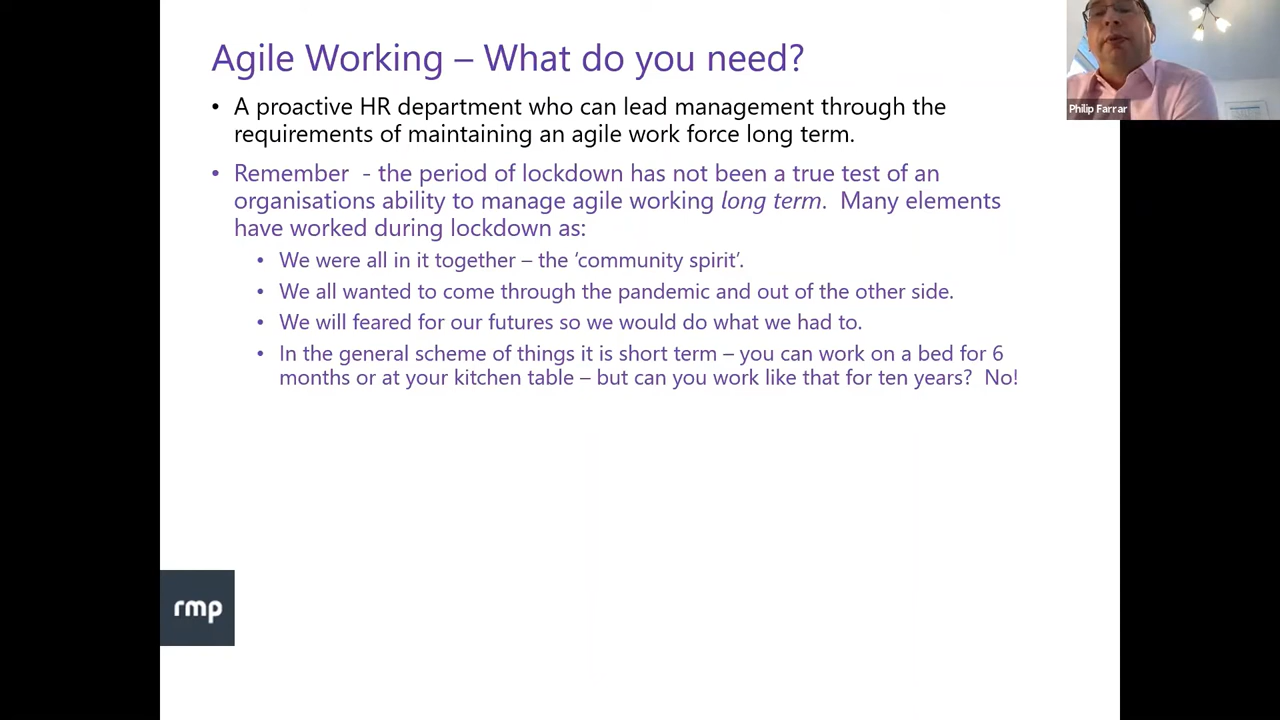 Agile Working – What do you need?
• A proactive HR department who can lead management through the
requirements of maintaining an agile work force long term.
• Remember - the period of lockdown has not been a true test of an
organisations ability to manage agile working long term. Many elements
have worked during lockdown as:
• We were all in it together – the ‘community spirit’.
• We all wanted to come through the pandemic and out of the other side.
• We will feared for our futures so we would do what we had to.
• In the general scheme of things it is short term – you can work on a bed for 6
months or at your kitchen table – but can you work like that for ten years? No!
Philip Farrar
rmp